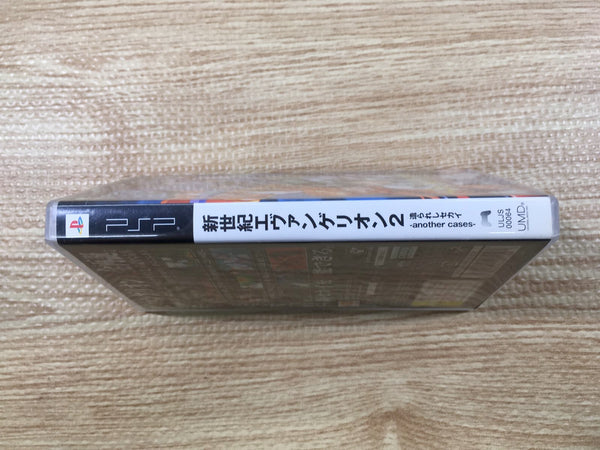 PSP
新世紀エヴァンゲリオン2
造られしセカイ
-another cases-
ULJS
00064
UMD